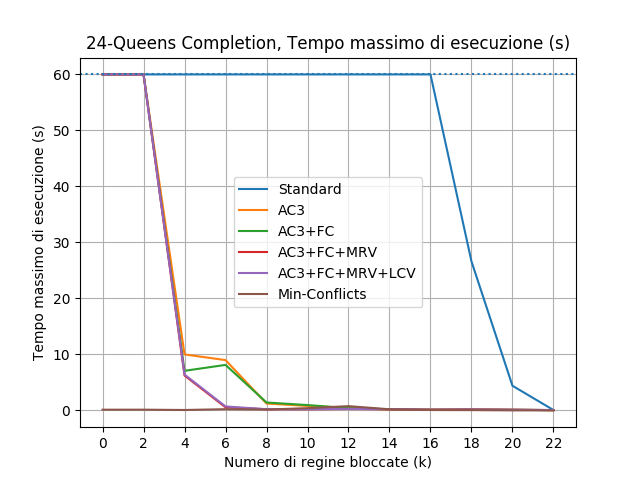 24-Queens Completion, Tempo massimo di esecuzione (s)
60
50
40
30
20
10
0
Tempo massimo di esecuzione (s)
Standard
AC3
AC3+FC
AC3+FC+MRV
AC3+FC+MRV+LCV
Min-Conflicts
0 2 4 6 8 10 12 14 16 18 20 22
Numero di regine bloccate (k)